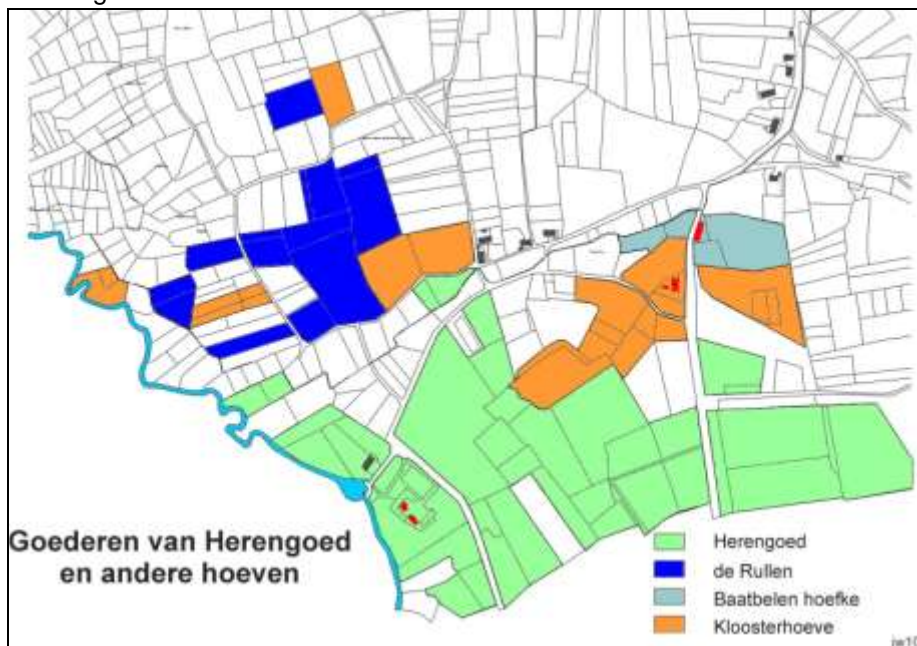 Goederen van Herengoed
en andere hoeven
Herengoed
de Rullen
Baatbelen hoefke
Kloosterhoeve